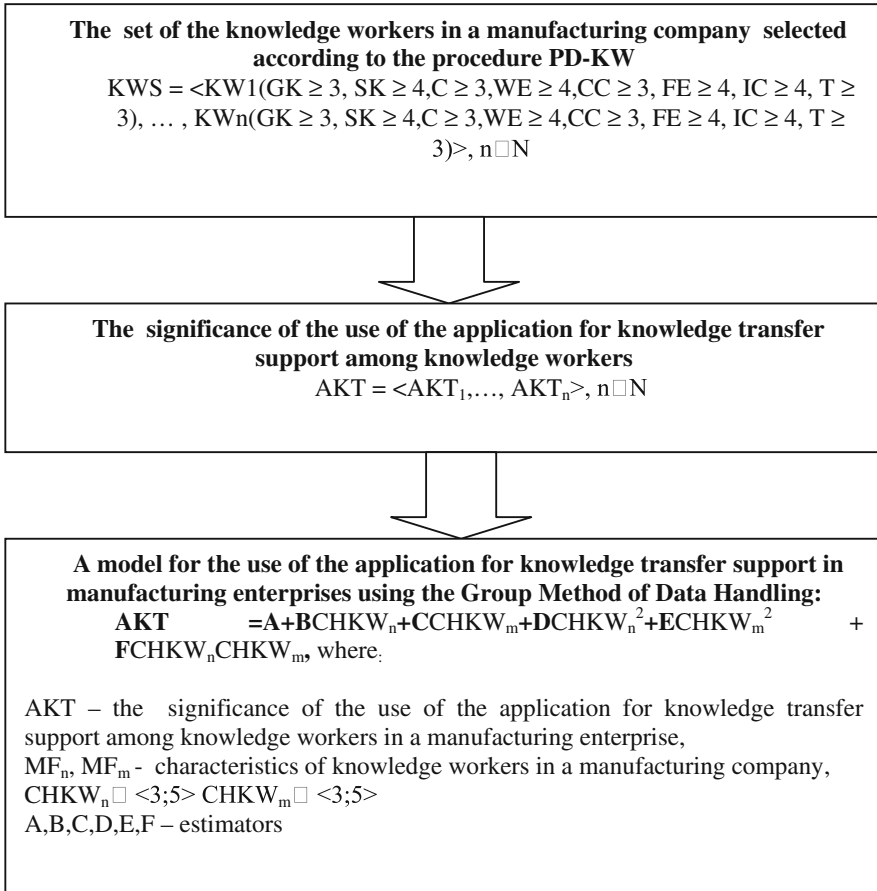 The set of the knowledge workers in a manufacturing company selected
according to the procedure PD-KW
KWS = <KW1(GK ≥ 3, SK ≥ 4,C ≥ 3,WE ≥ 4,CC ≥ 3, FE ≥ 4, IC ≥ 4, T ≥
3), … , KWn(GK ≥ 3, SK ≥ 4,C ≥ 3,WE ≥ 4,CC ≥ 3, FE ≥ 4, IC ≥ 4, T ≥
3)>, n□N
The significance of the use of the application for knowledge transfer
support among knowledge workers
AKT = <AKT₁,…, AKTₙ>, n□N
A model for the use of the application for knowledge transfer support in
manufacturing enterprises using the Group Method of Data Handling:
AKT =A+BCHKWₙ+CCHKWₘ+DCHKWₙ²+ECHKWₘ² +
FCHKWₙCHKWₘ, where:
AKT – the significance of the use of the application for knowledge transfer
support among knowledge workers in a manufacturing enterprise,
MFₙ, MFₘ - characteristics of knowledge workers in a manufacturing company,
CHKWₙ□ <3;5> CHKWₘ□ <3;5>
A,B,C,D,E,F – estimators